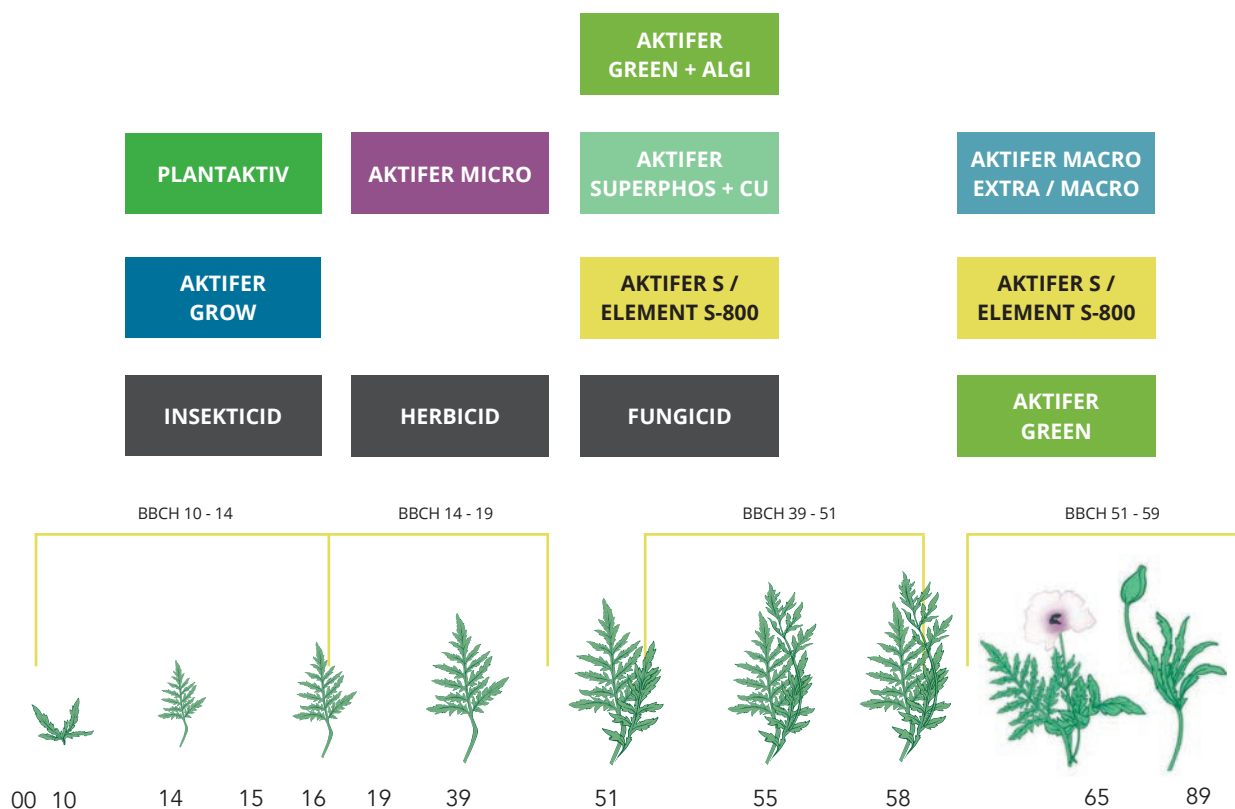 AKTIFER
GREEN + ALGI
PLANTAKTIV
AKTIFER MICRO
AKTIFER
SUPERPHOS + CU
AKTIFER MACRO
EXTRA / MACRO
AKTIFER
GROW
AKTIFER S /
ELEMENT S-800
AKTIFER S /
ELEMENT S-800
INSEKTICID
HERBICID
FUNGICID
AKTIFER
GREEN
BBCH 10 - 14
BBCH 14 - 19
BBCH 39 - 51
BBCH 51 - 59
00 10 14 15 16 19 39 51 55 58 65 89